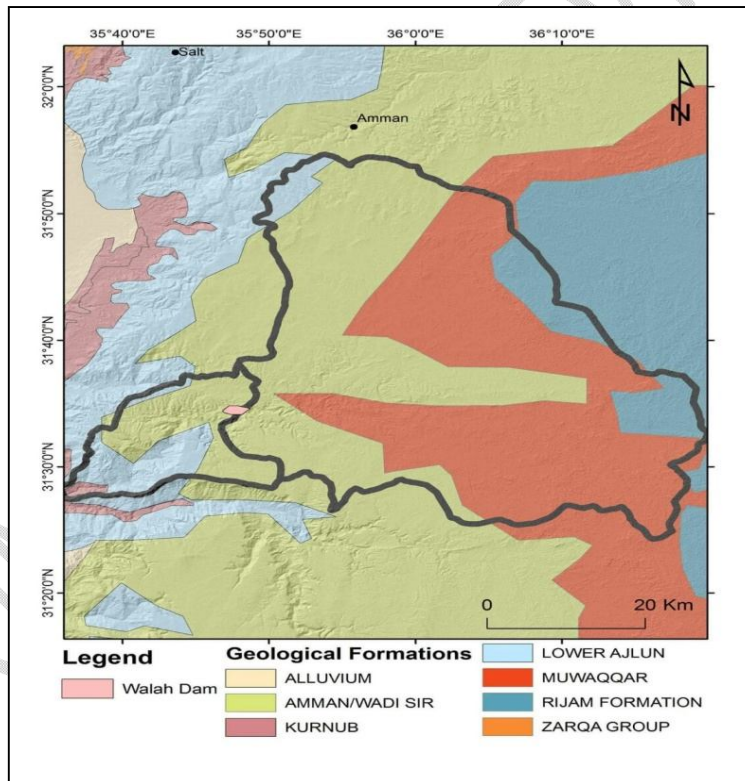 35°40'0"E 35°50'0"E 36°0'0"E 36°10'0"E
Salt
32°0'0"N
N
Amman
31°50'0"N
31°40'0"N
31°30'0"N
31°20'0"N
0 20 Km
Legend
Walah Dam
Geological Formations
ALLUVIUM
AMMAN/WADI SIR
KURNUB
LOWER AJLUN
MUWAQQAR
RIJAM FORMATION
ZARQA GROUP